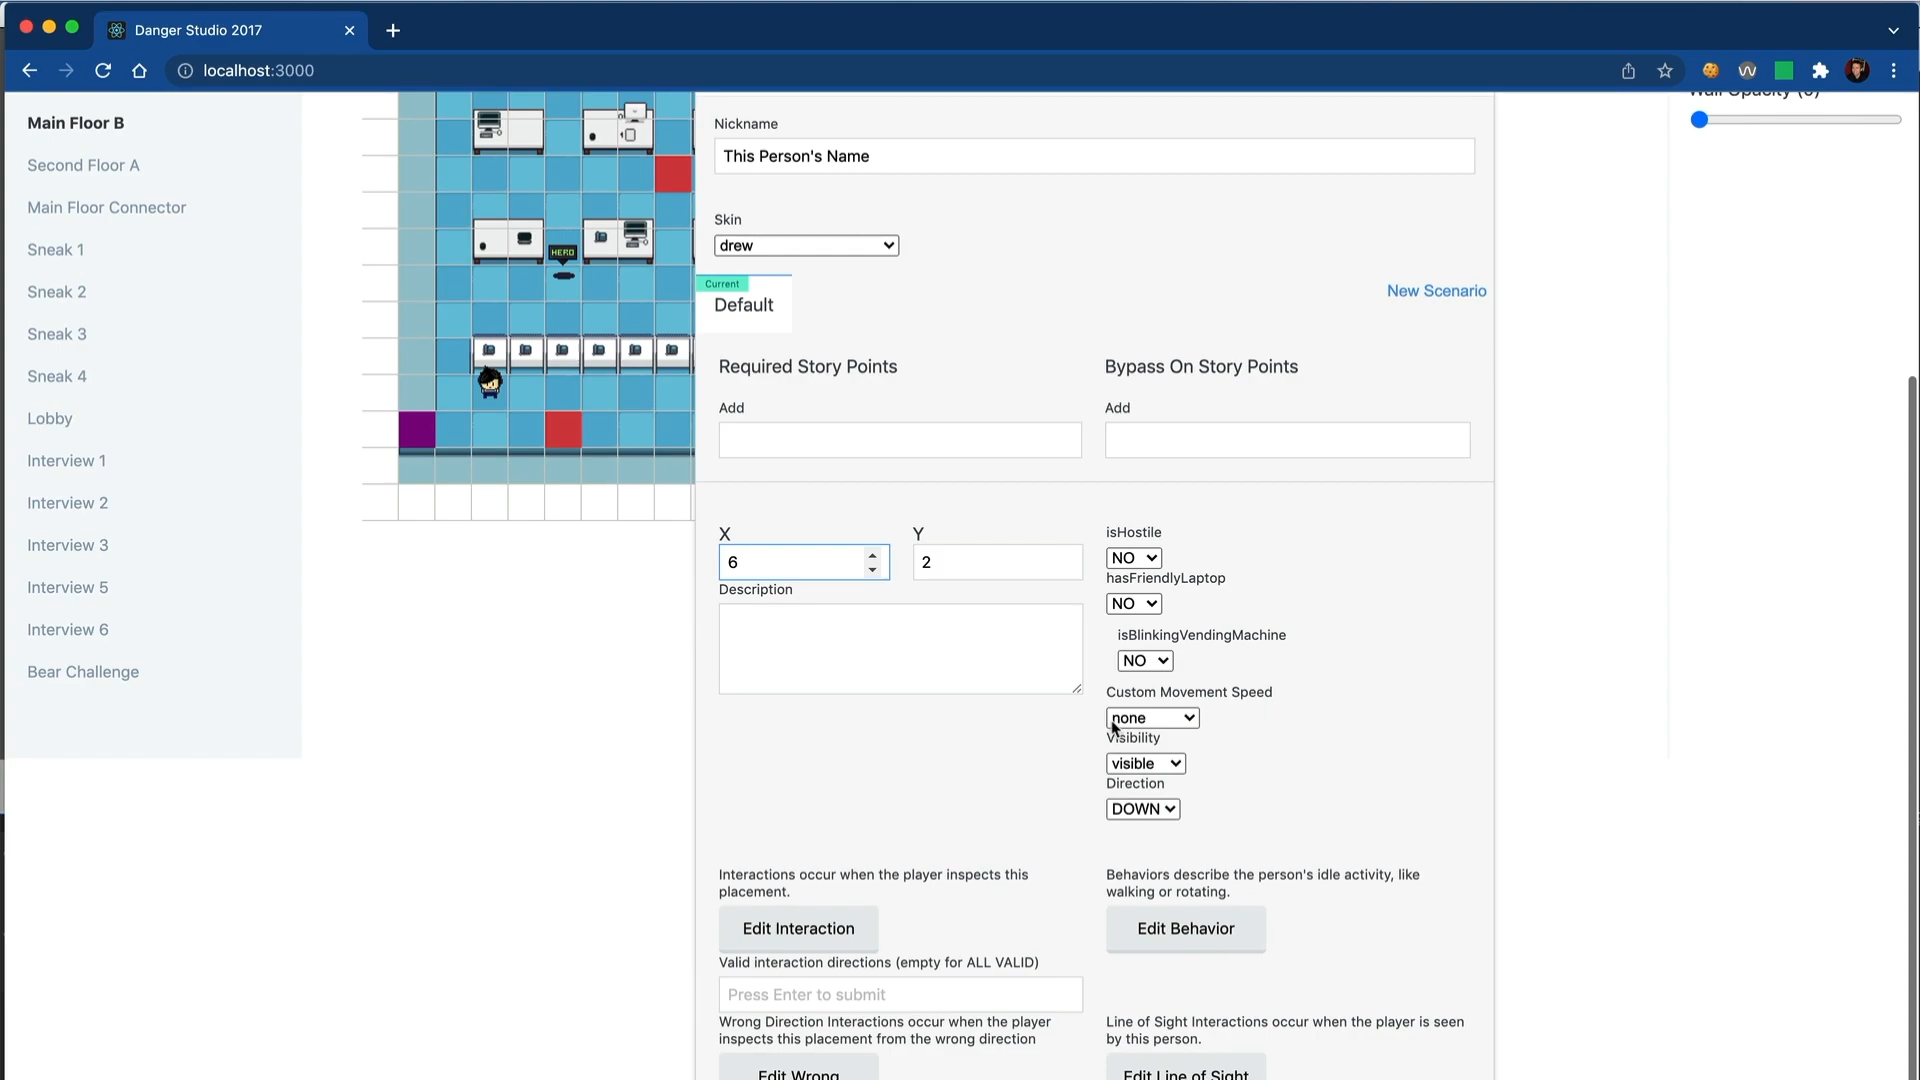 Danger Studio 2017
localhost:3000
Main Floor B
Second Floor A
Main Floor Connector
Sneak 1
Sneak 2
Sneak 3
Sneak 4
Lobby
Interview 1
Interview 2
Interview 3
Interview 5
Interview 6
Bear Challenge
HERO
Nickname
This Person's Name
Skin
drew
Current
Default
New Scenario
Required Story Points
Bypass On Story Points
Add
Add
X
Y
6
2
Description
isHostile
NO
hasFriendlyLaptop
NO
isBlinkingVendingMachine
NO
Custom Movement Speed
none
Visibility
visible
Direction
DOWN
Interactions occur when the player inspects this
placement.
Edit Interaction
Behaviors describe the person's idle activity, like
walking or rotating.
Edit Behavior
Valid interaction directions (empty for ALL VALID)
Press Enter to submit
Wrong Direction Interactions occur when the player
inspects this placement from the wrong direction
Edit Wrong
Line of Sight Interactions occur when the player is seen
by this person.
Edit Line of Sight
Wall Opacity (0)